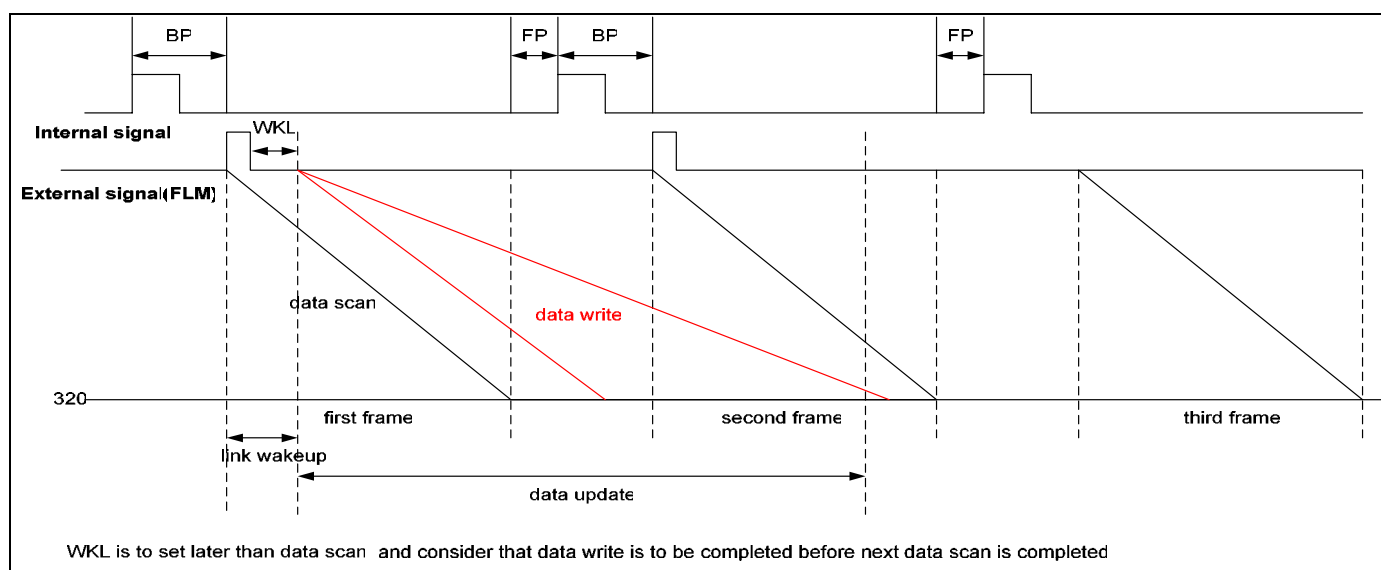 BP FP BP FP
Internal signal
WKL
External signal(FLM)
data scan
data write
320
first frame second frame third frame
link wakeup
data update
WKL is to set later than data scan and consider that data write is to be completed before next data scan is completed